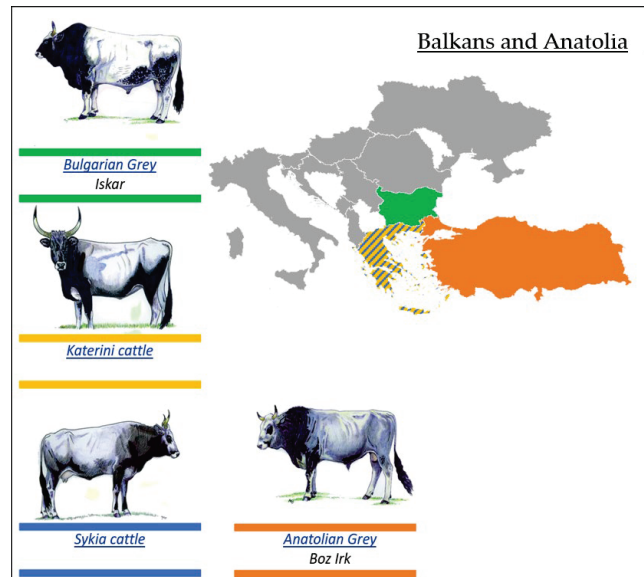 Balkans and Anatolia
Bulgarian Grey
Iskar
Katerini cattle
Sykia cattle
Anatolian Grey
Boz Irk